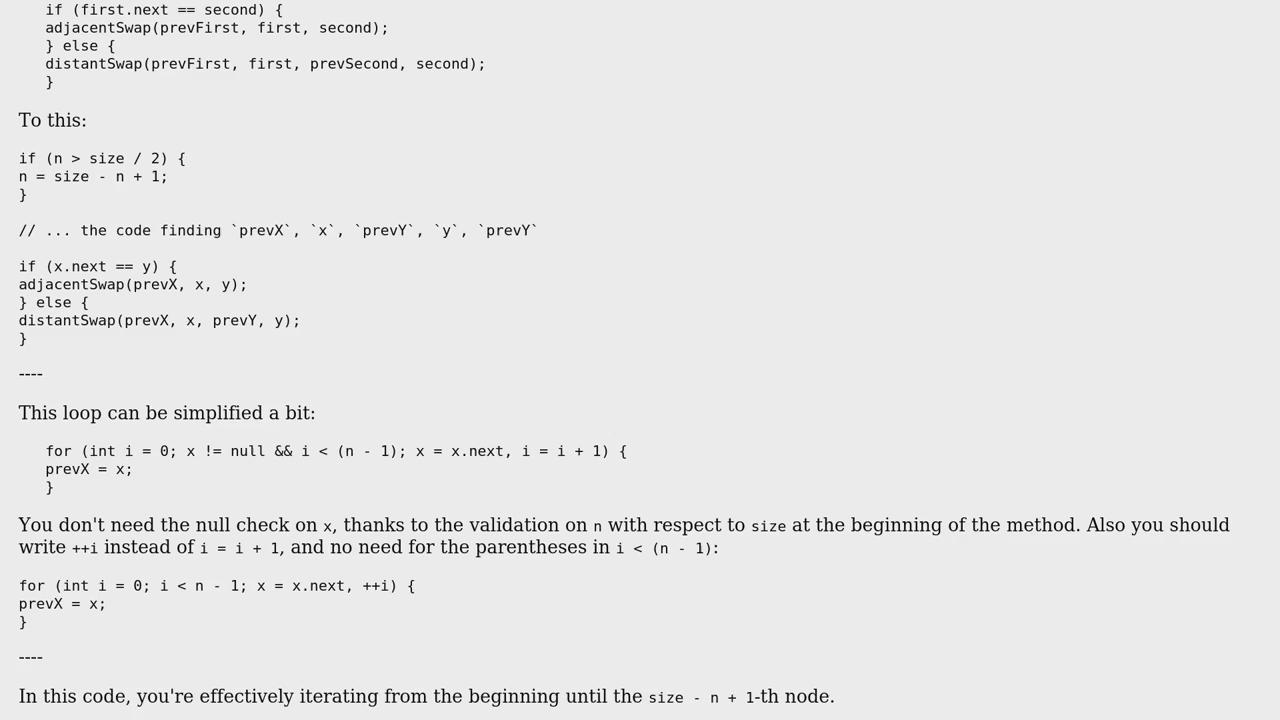 if (first.next == second) {
adjacentSwap(prevFirst, first, second);
} else {
distantSwap(prevFirst, first, prevSecond, second);
}
To this:
if (n > size / 2) {
n = size - n + 1;
}
// ... the code finding `prevX`, `x`, `prevY`, `y`, `prevY`
if (x.next == y) {
adjacentSwap(prevX, x, y);
} else {
distantSwap(prevX, x, prevY, y);
}
----
This loop can be simplified a bit:
for (int i = 0; x != null && i < (n - 1); x = x.next, i = i + 1) {
prevX = x;
}
You don't need the null check on x, thanks to the validation on n with respect to size at the beginning of the method. Also you should
write ++i instead of i = i + 1, and no need for the parentheses in i < (n - 1):
for (int i = 0; i < n - 1; x = x.next, ++i) {
prevX = x;
}
----
In this code, you're effectively iterating from the beginning until the size - n + 1-th node.